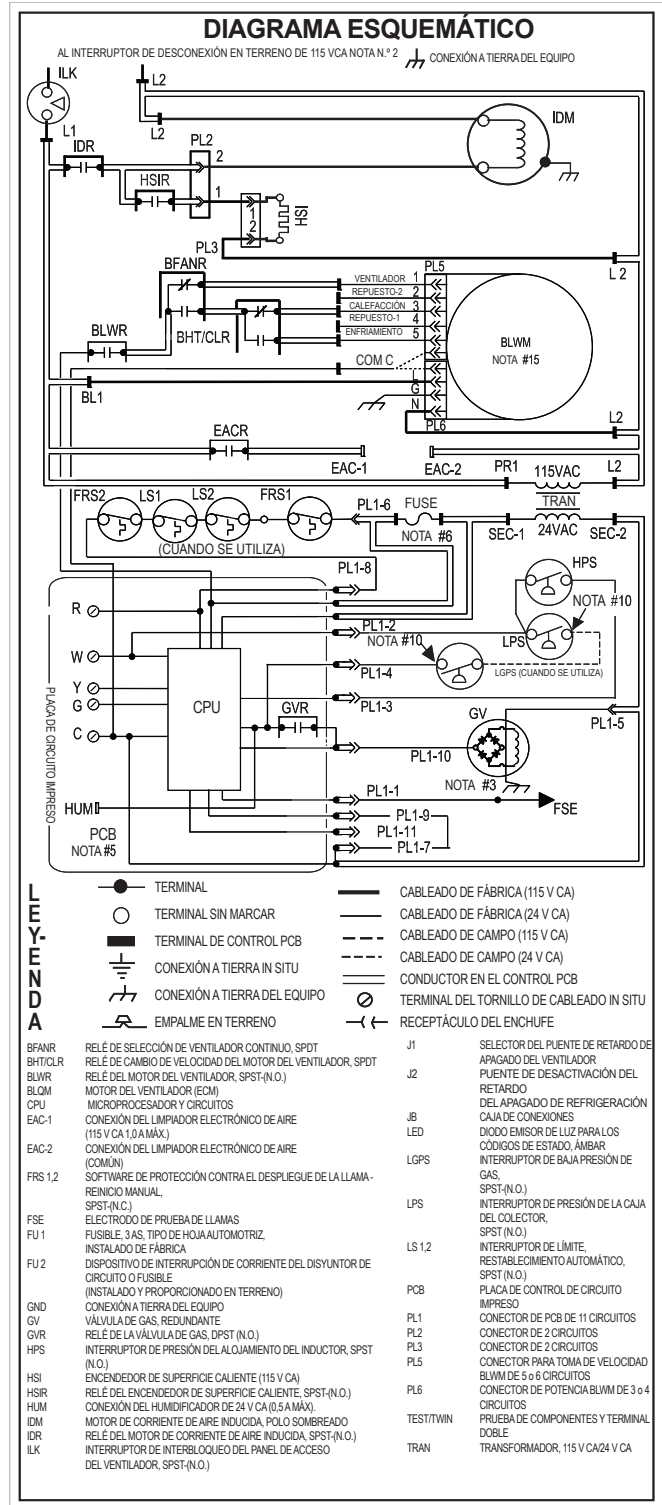 DIAGRAMA ESQUEMÁTICO
AL INTERRUPTOR DE DESCONEXIÓN EN TERRENO DE 115 VCA NOTA N.º 2
CONEXIÓN A TIERRA DEL EQUIPO
ILK
L2
L2
L1
IDR
PL2
IDM
2
HSIR
1
1
2
HSI
PL3
L 2
BFANR
VENTILADOR 1
PL5
REPUESTO-2 2
CALEFACCIÓN 3
REPUESTO-1 4
ENFRIAMIENTO 5
BLWR
BHT/CLR
BLWM
NOTA #15
COM C
L
G
N
BL1
PL6
L2
EACR
EAC-1
EAC-2
PR1
115VAC
L2
FRS2
LS1
LS2
FRS1
PL1-6
FUSE
TRAN
NOTA #6
SEC-1
24VAC
SEC-2
(CUANDO SE UTILIZA)
PL1-8
HPS
R
NOTA #10
PL1-2
NOTA #10
LPS
W
PL1-4
LGPS (CUANDO SE UTILIZA)
Y
G
CPU
PL1-3
GVR
GV
C
PL1-5
PL1-10
PLACA DE CIRCUITO IMPRESO
NOTA #3
PL1-1
FSE
HUM
PL1-9
PCB
PL1-11
NOTA #5
PL1-7
LEY-
ENDA
TERMINAL
TERMINAL SIN MARCAR
TERMINAL DE CONTROL PCB
CONEXIÓN A TIERRA IN SITU
CONEXIÓN A TIERRA DEL EQUIPO
EMPALME EN TERRENO
CABLEADO DE FÁBRICA (115 V CA)
CABLEADO DE FÁBRICA (24 V CA)
CABLEADO DE CAMPO (115 V CA)
CABLEADO DE CAMPO (24 V CA)
CONDUCTOR EN EL CONTROL PCB
TERMINAL DEL TORNILLO DE CABLEADO IN SITU
RECEPTÁCULO DEL ENCHUFE
BFANR RELÉ DE SELECCIÓN DE VENTILADOR CONTINUO, SPDT
BHT/CLR RELÉ DE CAMBIO DE VELOCIDAD DEL MOTOR DEL VENTILADOR, SPDT
BLWR RELÉ DEL MOTOR DEL VENTILADOR, SPST-(N.O.)
BLQM MOTOR DEL VENTILADOR (ECM)
CPU MICROPROCESADOR Y CIRCUITOS
EAC-1 CONEXIÓN DEL LIMPIADOR ELECTRÓNICO DE AIRE
(115 V CA 1,0 A MÁX.)
EAC-2 CONEXIÓN DEL LIMPIADOR ELECTRÓNICO DE AIRE
(COMÚN)
FRS 1,2 SOFTWARE DE PROTECCIÓN CONTRA EL DESPLIEGUE DE LA LLAMA -
REINICIO MANUAL,
SPST-(N.C.)
FSE ELECTRODO DE PRUEBA DE LLAMAS
FU 1 FUSIBLE, 3 AS, TIPO DE HOJA AUTOMOTRIZ,
INSTALADO DE FÁBRICA
FU 2 DISPOSITIVO DE INTERRUPCIÓN DE CORRIENTE DEL DISYUNTOR DE
CIRCUITO O FUSIBLE
(INSTALADO Y PROPORCIONADO EN TERRENO)
GND CONEXIÓN A TIERRA DEL EQUIPO
GV VÁLVULA DE GAS, REDUNDANTE
GVR RELÉ DE LA VÁLVULA DE GAS, DPST (N.O.)
HPS INTERRUPTOR DE PRESIÓN DEL ALOJAMIENTO DEL INDUCTOR, SPST
(N.O.)
HSI ENCENDEDOR DE SUPERFICIE CALIENTE (115 V CA)
HSIR RELÉ DEL ENCENDEDOR DE SUPERFICIE CALIENTE, SPST-(N.O.)
HUM CONEXIÓN DEL HUMIDIFICADOR DE 24 V CA (0,5 A MÁX).
IDM MOTOR DE CORRIENTE DE AIRE INDUCIDA, POLO SOMBREADO
IDR RELÉ DEL MOTOR DE CORRIENTE DE AIRE INDUCIDA, SPST-(N.O.)
ILK INTERRUPTOR DE INTERBLOQUEO DEL PANEL DE ACCESO
DEL VENTILADOR, SPST-(N.O.)
J1 SELECTOR DEL PUENTE DE RETARDO DE
APAGADO DEL VENTILADOR
J2 PUENTE DE DESACTIVACIÓN DEL
RETARDO
DEL APAGADO DE REFRIGERACIÓN
JB CAJA DE CONEXIONES
LED DIODO EMISOR DE LUZ PARA LOS
CÓDIGOS DE ESTADO, ÁMBAR
LGPS INTERRUPTOR DE BAJA PRESIÓN DE
GAS,
SPST-(N.O.)
LPS INTERRUPTOR DE PRESIÓN DE LA CAJA
DEL COLECTOR,
SPST (N.O.)
LS 1,2 INTERRUPTOR DE LÍMITE,
RESTABLECIMIENTO AUTOMÁTICO,
SPST (N.O.)
PCB PLACA DE CONTROL DE CIRCUITO
IMPRESO
PL1 CONECTOR DE PCB DE 11 CIRCUITOS
PL2 CONECTOR DE 2 CIRCUITOS
PL3 CONECTOR DE 2 CIRCUITOS
PL5 CONECTOR PARA TOMA DE VELOCIDAD
BLWM DE 5 o 6 CIRCUITOS
PL6 CONECTOR DE POTENCIA BLWM DE 3 o 4
CIRCUITOS
TEST/TWIN PRUEBA DE COMPONENTES Y TERMINAL
DOBLE
TRAN TRANSFORMADOR, 115 V CA/24 V CA